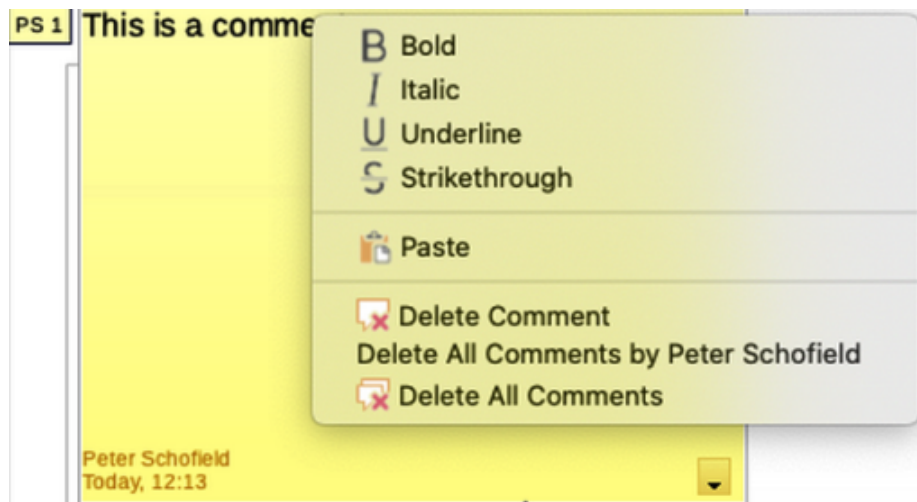 PS 1
This is a comme
Bold
Italic
Underline
Strikethrough
Paste
Delete Comment
Delete All Comments by Peter Schofield
Delete All Comments
Peter Schofield
Today, 12:13